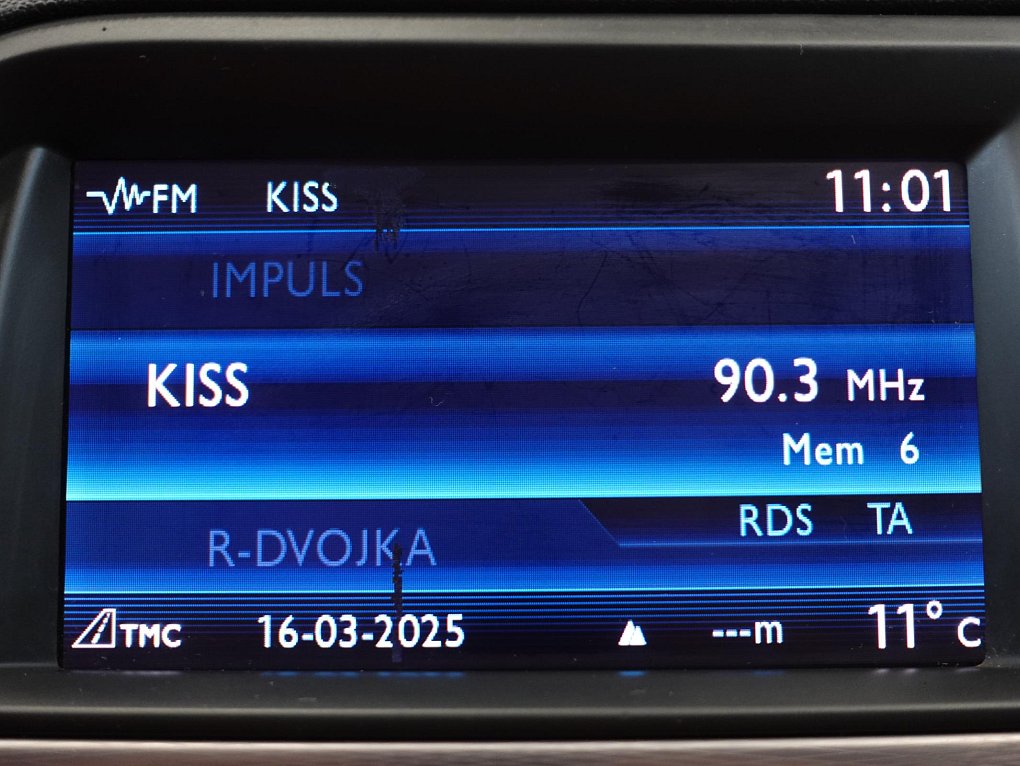 FM KISS 11:01
IMPULS
KISS 90.3 MHz
Mem 6
RDS TA
R-DVOJKA
TMC 16-03-2025 ---m 11° C